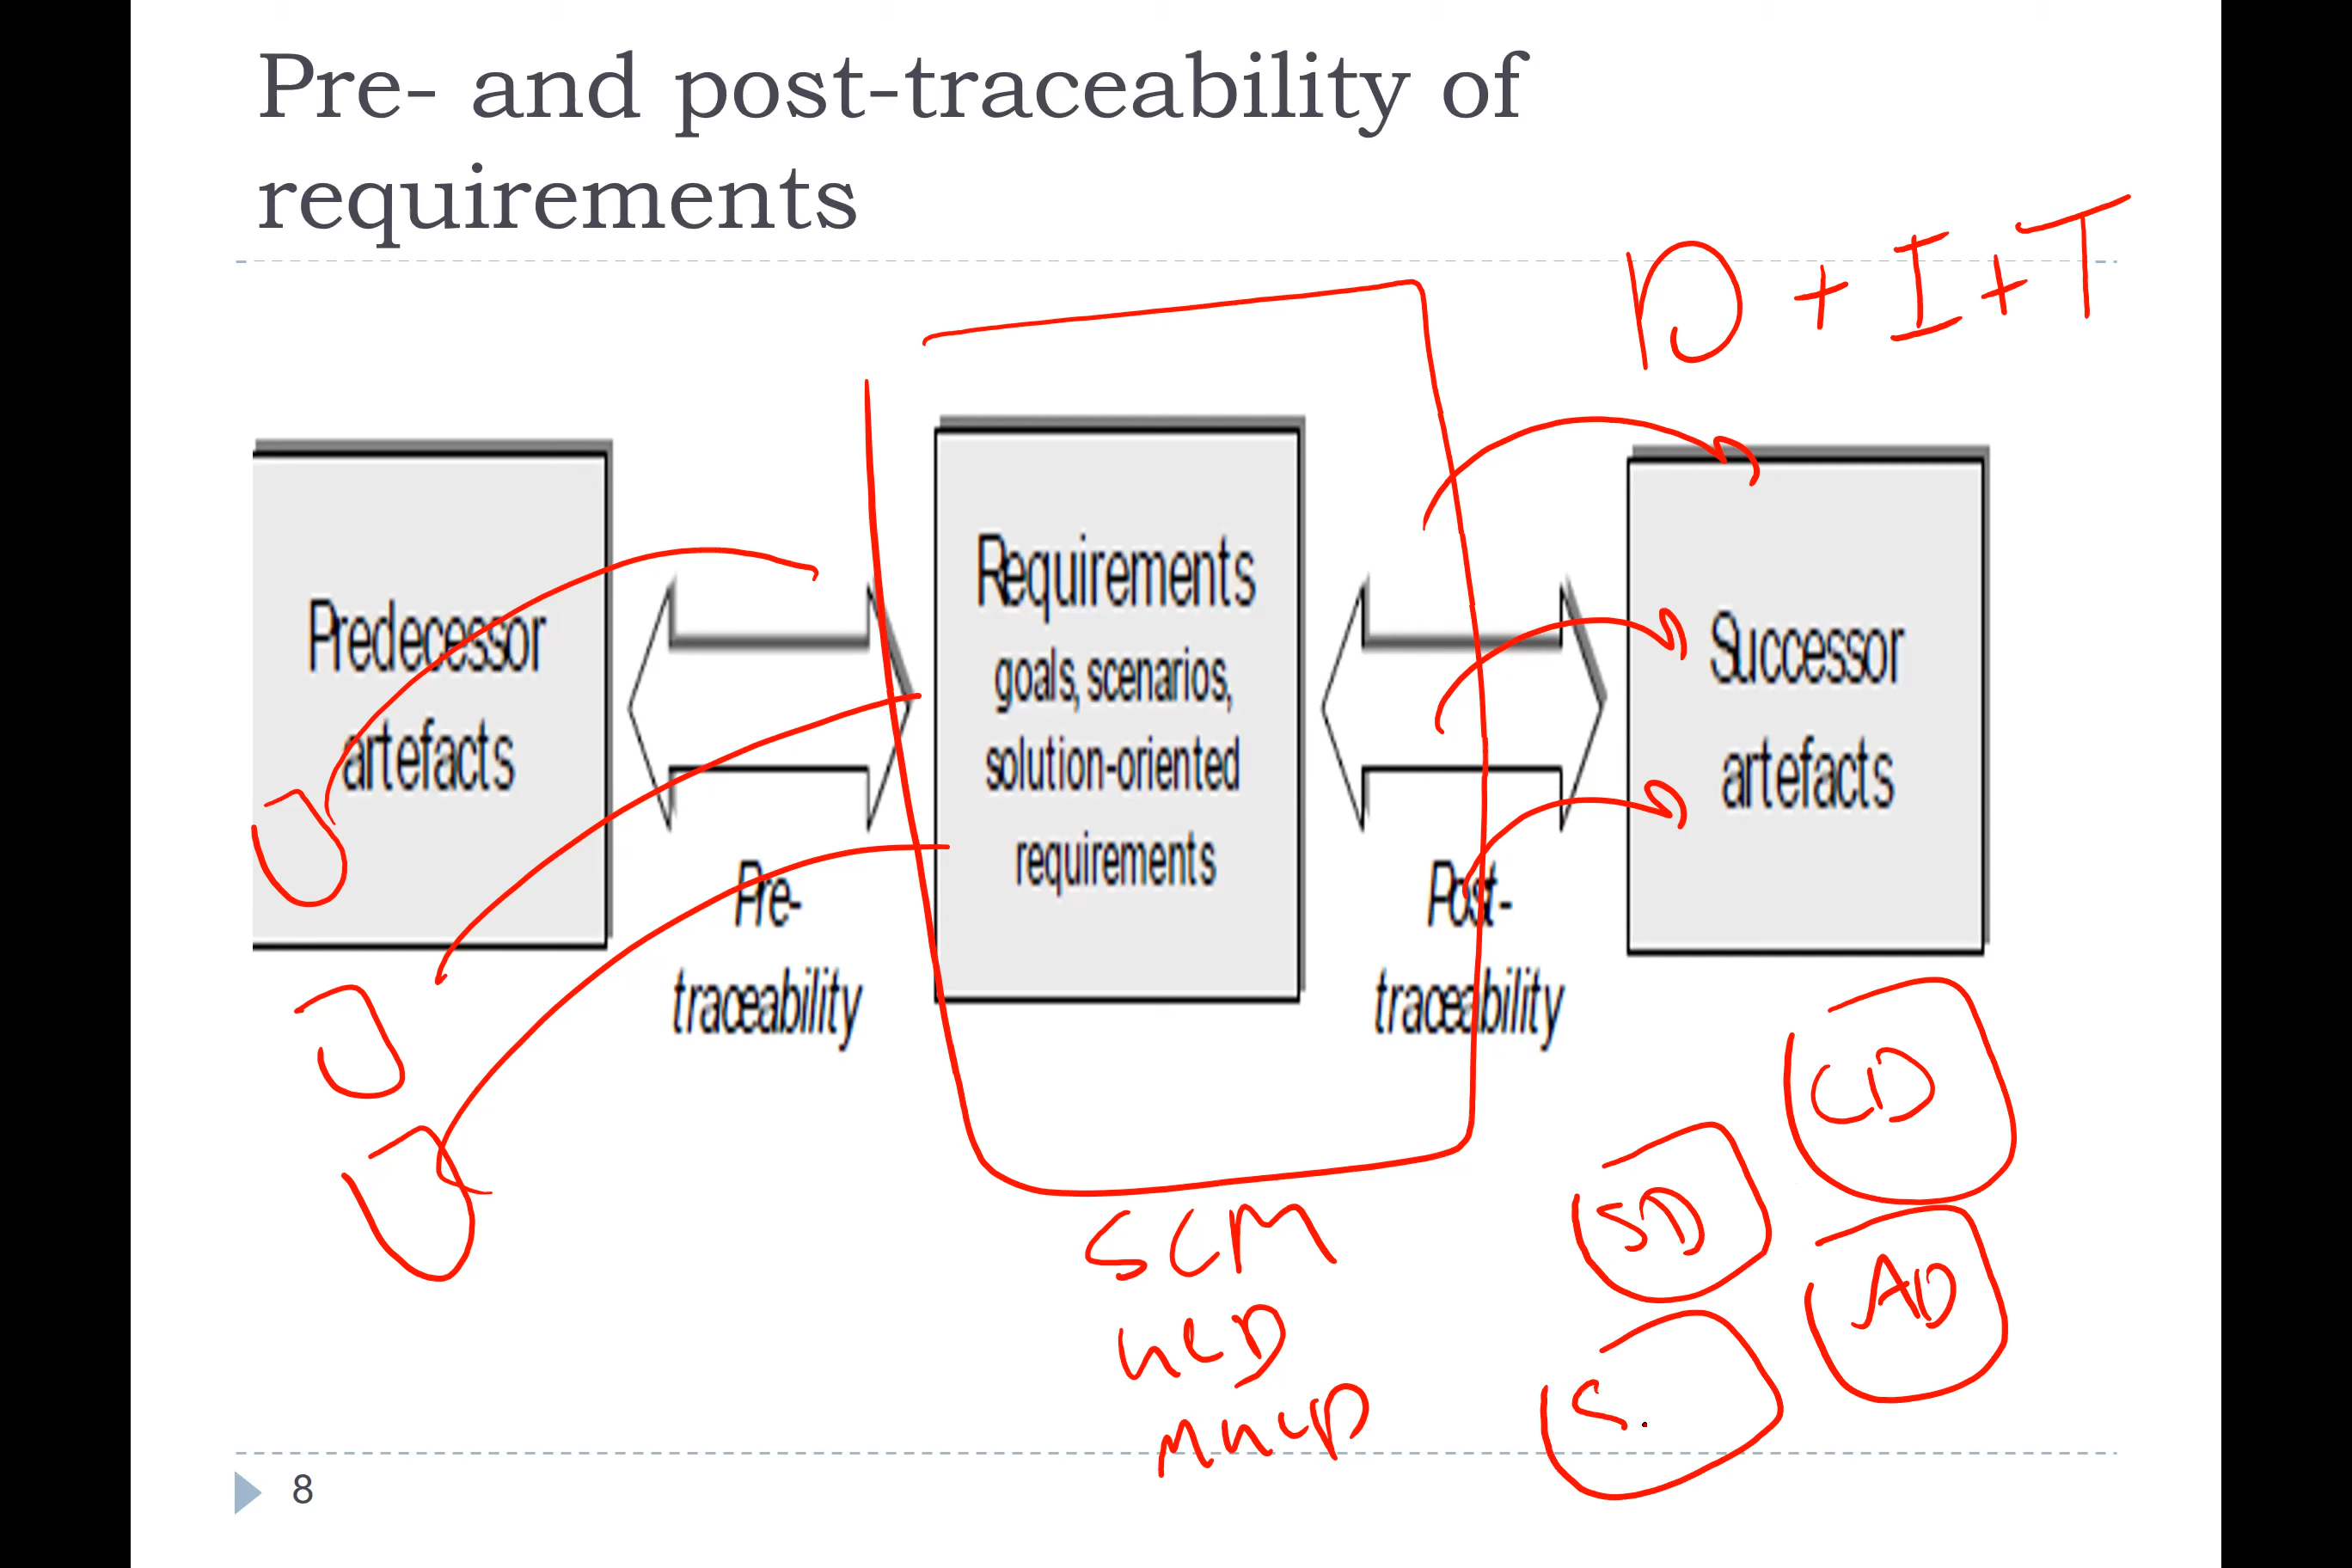 Pre- and post-traceability of
requirements
D + I + T
Predecessor
artefacts
Pre-
traceability
Requirements
goals, scenarios,
solution-oriented
requirements
Post-
traceability
Successor
artefacts
CD
SD
AD
S.
SCM
8